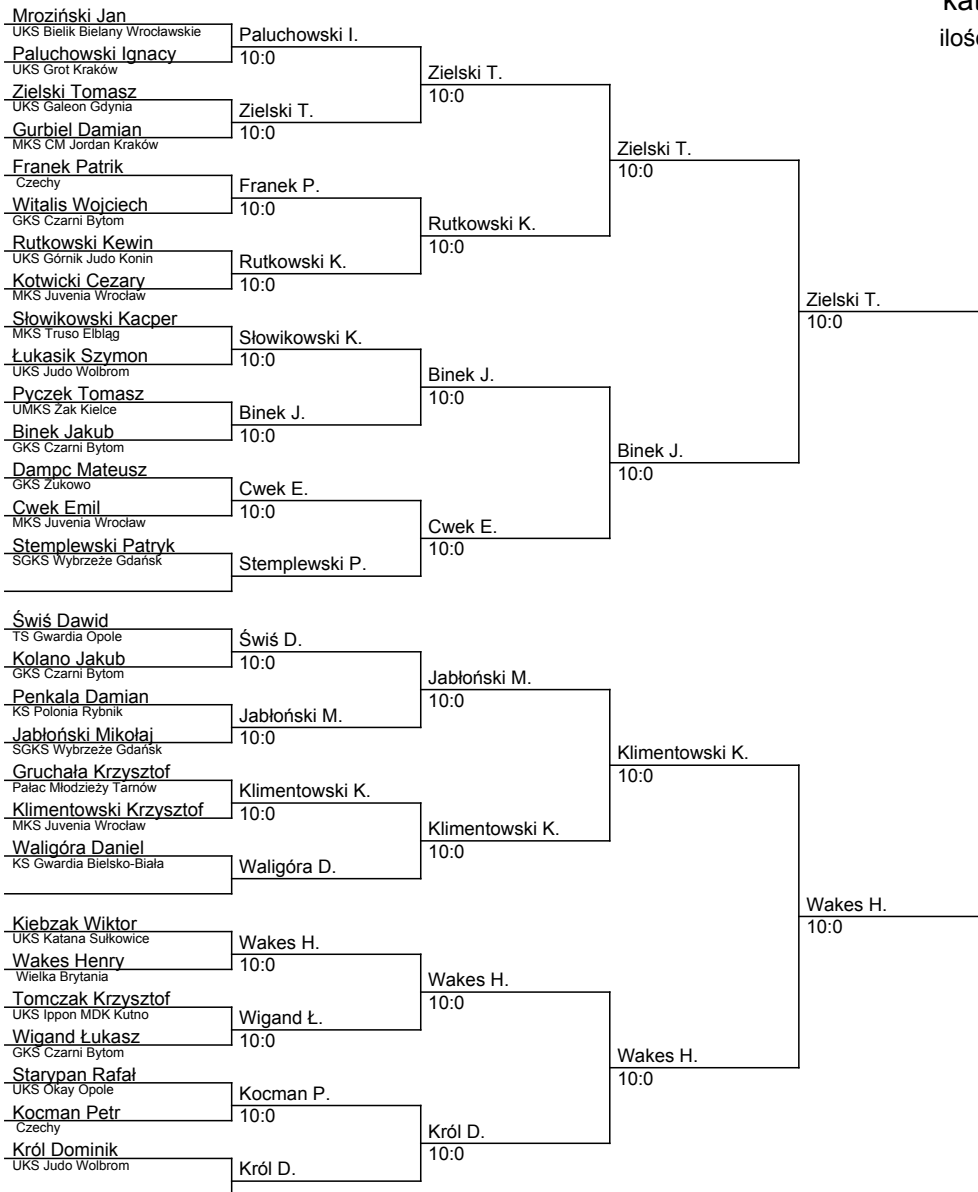 kat
iloś
Mroziński Jan
UKS Bielik Bielany Wrocławskie
Paluchowski I.
10:0
Paluchowski Ignacy
UKS Grot Kraków
Zielski T.
10:0
Zielski Tomasz
UKS Galeon Gdynia
Zielski T.
10:0
Gurbiel Damian
MKS CM Jordan Kraków
Zielski T.
10:0
Franek Patrik
Czechy
Franek P.
10:0
Witalis Wojciech
GKS Czarni Bytom
Rutkowski K.
10:0
Rutkowski Kewin
UKS Górnik Judo Konin
Rutkowski K.
10:0
Kotwicki Cezary
MKS Juvenia Wrocław
Zielski T.
10:0
Słowikowski Kacper
MKS Truso Elbląg
Słowikowski K.
10:0
Łukasik Szymon
UKS Judo Wolbrom
Binek J.
10:0
Pyczek Tomasz
UMKS Żak Kielce
Binek J.
10:0
Binek Jakub
GKS Czarni Bytom
Binek J.
10:0
Dampc Mateusz
GKS Żukowo
Cwek E.
10:0
Cwek Emil
MKS Juvenia Wrocław
Cwek E.
10:0
Stemplewski Patryk
SGKS Wybrzeże Gdańsk
Stemplewski P.
Świś Dawid
TS Gwardia Opole
Świś D.
10:0
Kolano Jakub
GKS Czarni Bytom
Jabłoński M.
10:0
Penkala Damian
KS Polonia Rybnik
Jabłoński M.
10:0
Jabłoński Mikołaj
SGKS Wybrzeże Gdańsk
Klimentowski K.
10:0
Gruchała Krzysztof
Pałac Młodzieży Tarnów
Klimentowski K.
10:0
Klimentowski Krzysztof
MKS Juvenia Wrocław
Klimentowski K.
10:0
Waligóra Daniel
KS Gwardia Bielsko-Biała
Waligóra D.
Wakes H.
10:0
Kiebzak Wiktor
UKS Katana Sułkowice
Wakes H.
10:0
Wakes Henry
Wielka Brytania
Wakes H.
10:0
Tomczak Krzysztof
UKS Ippon MDK Kutno
Wigand Ł.
10:0
Wigand Łukasz
GKS Czarni Bytom
Wakes H.
10:0
Starypan Rafał
UKS Okay Opole
Kocman P.
10:0
Kocman Petr
Czechy
Król D.
10:0
Król Dominik
UKS Judo Wolbrom
Król D.